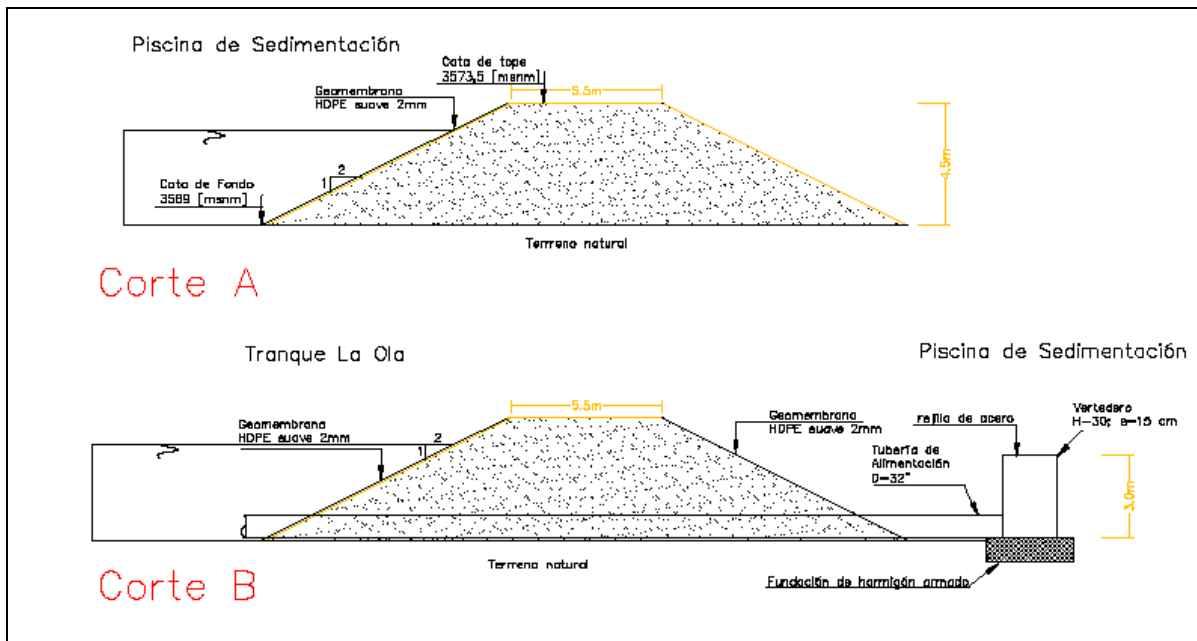 Piscina de Sedimentación
Cota de tope
3573,5 [msnm]
Geomembrana
HDPE suave 2mm
5.5m
4.5m
2
1
Cota de Fondo
3569 [msnm]
Terreno natural
Corte A
Tranque La Ola
Piscina de Sedimentación
5.5m
Geomembrana
HDPE suave 2mm
2
1
Geomembrana
HDPE suave 2mm
rejilla de acero
Vertedero
H-30; e=15 cm
Tubería de
Alimentación
D=32"
3.0m
Terreno natural
Fundación de hormigón armado
Corte B